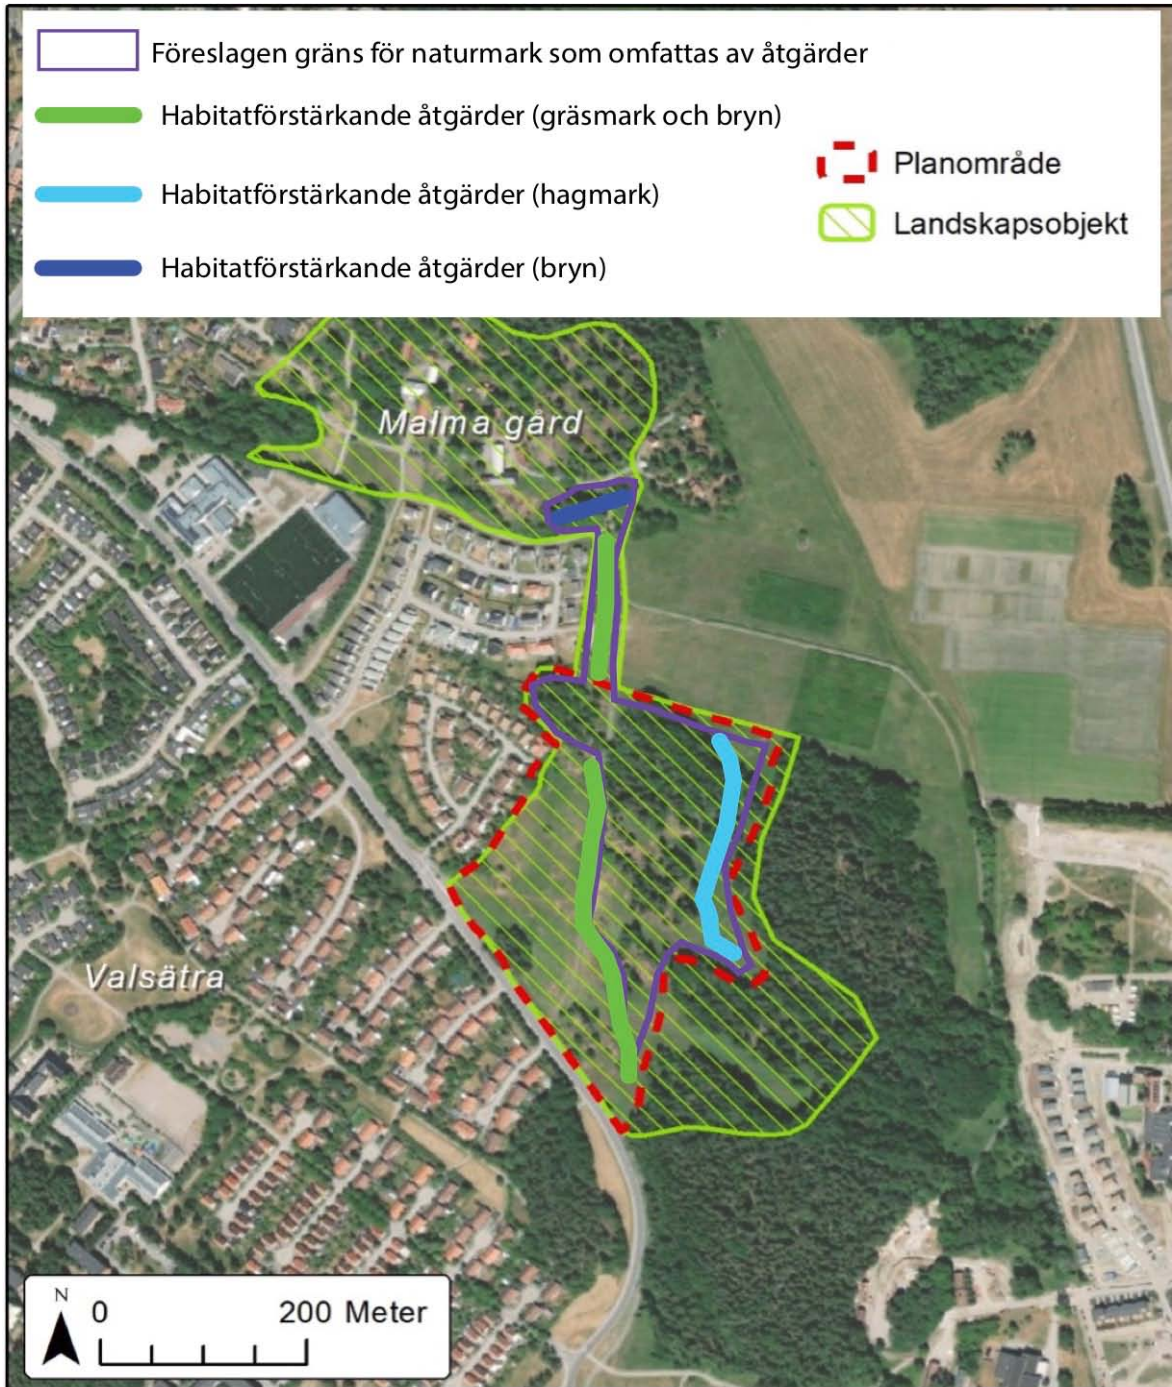 Föreslagen gräns för naturmark som omfattas av åtgärder
Habitatförstärkande åtgärder (gräsmark och bryn)
Habitatförstärkande åtgärder (hagmark)
Habitatförstärkande åtgärder (bryn)
Planområde
Landskapsobjekt
Malma gård
Valsätra
N
0 200 Meter